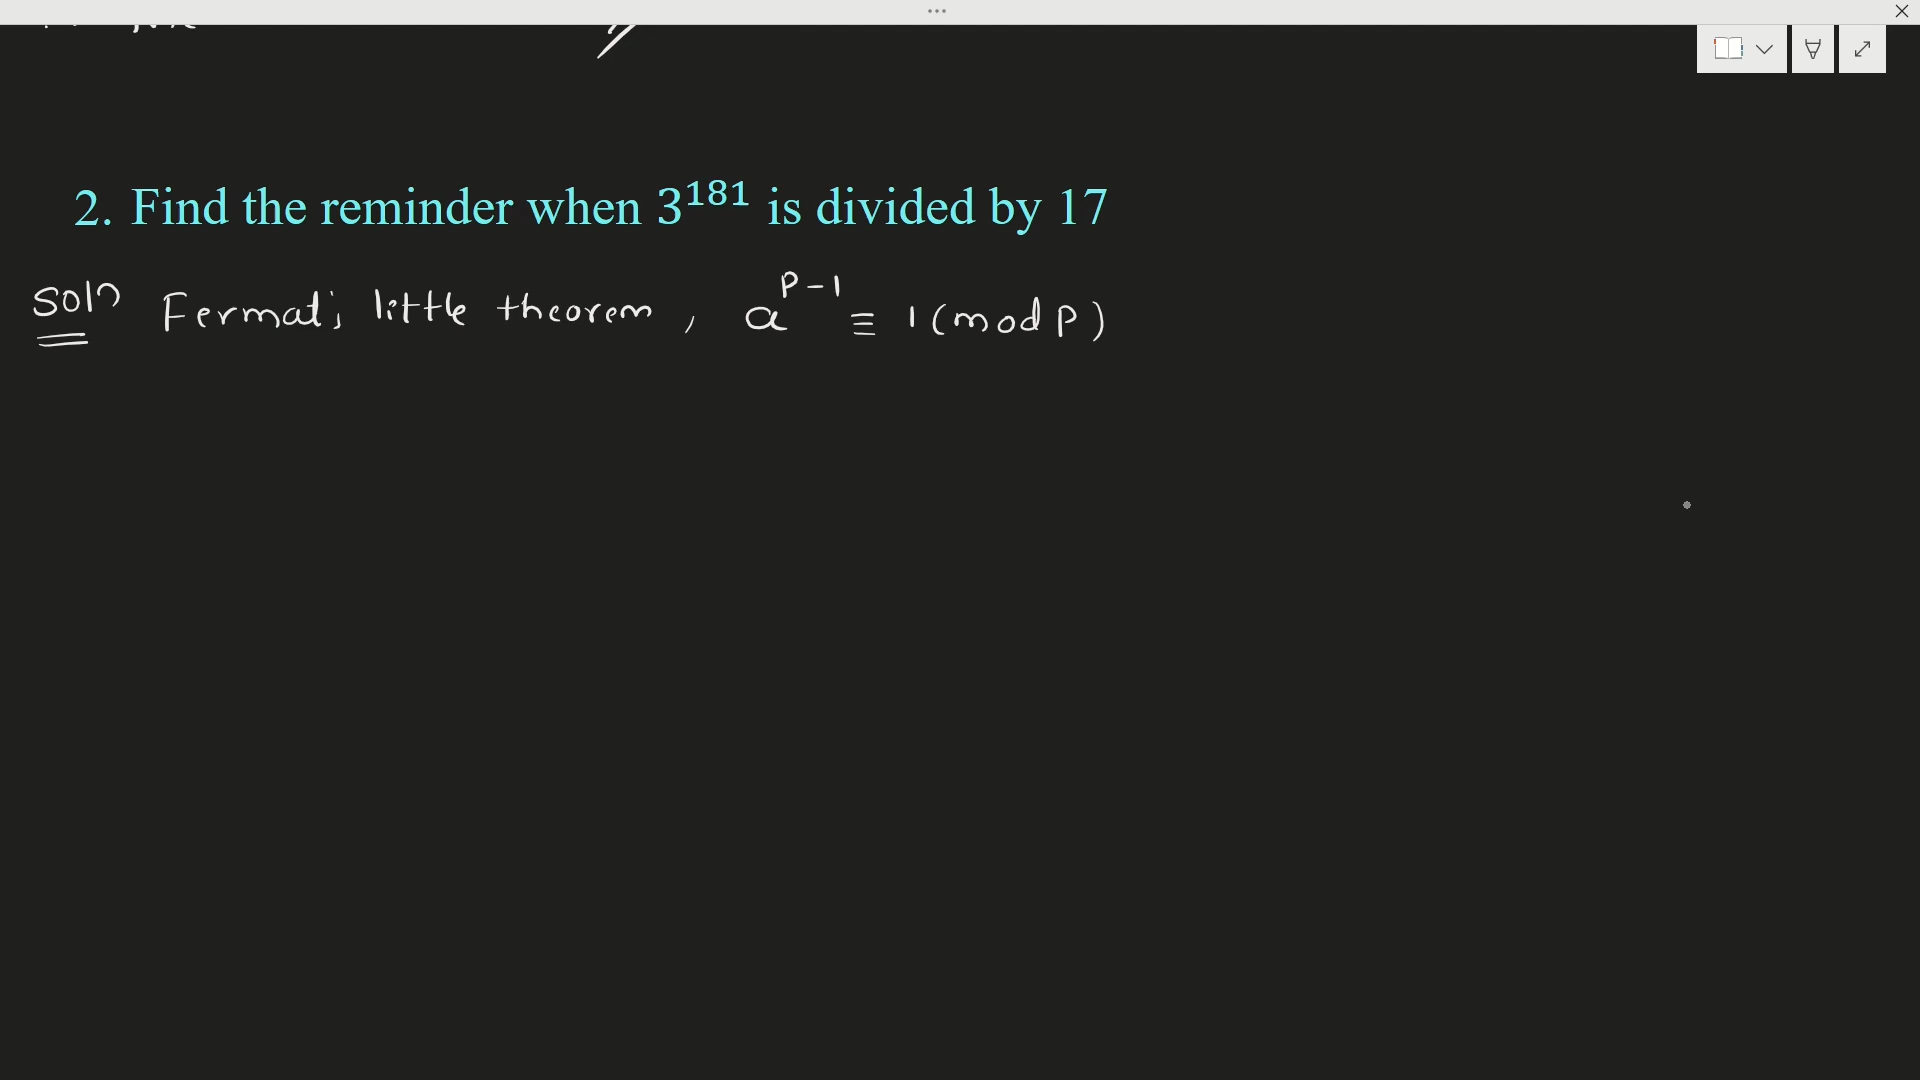 2. Find the reminder when 3^181 is divided by 17
Soln Fermat's little theorem, a^p-1 ≡ 1 (mod p)